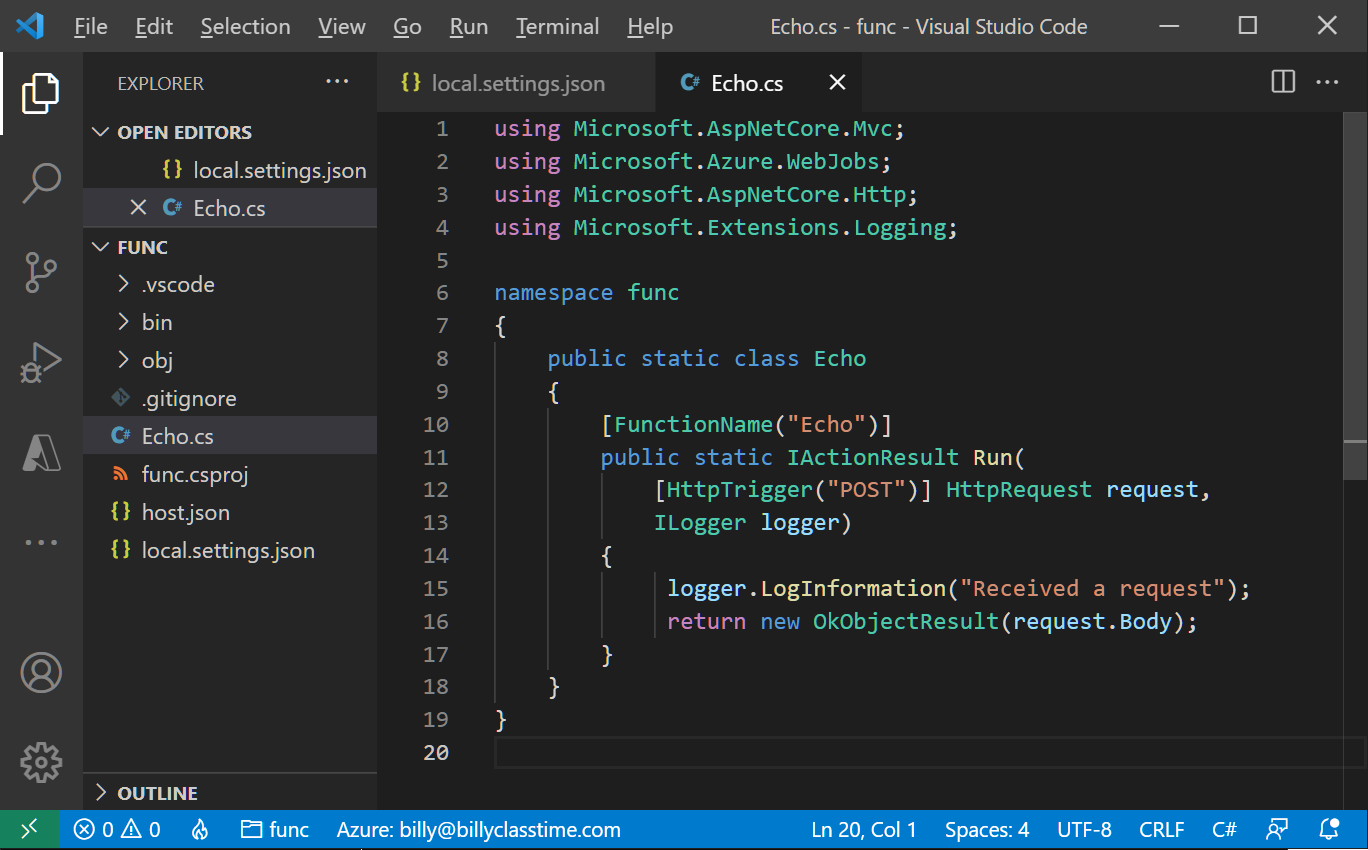 File Edit Selection View Go Run Terminal Help Echo.cs - func - Visual Studio Code
EXPLORER ···
{} local.settings.json C# Echo.cs ···
OPEN EDITORS
{} local.settings.json
C# Echo.cs
FUNC
.vscode
bin
obj
.gitignore
C# Echo.cs
func.csproj
{} host.json
{} local.settings.json
OUTLINE
1 using Microsoft.AspNetCore.Mvc;
2 using Microsoft.Azure.WebJobs;
3 using Microsoft.AspNetCore.Http;
4 using Microsoft.Extensions.Logging;
5
6 namespace func
7 {
8 public static class Echo
9 {
10 [FunctionName("Echo")]
11 public static IActionResult Run(
12 [HttpTrigger("POST")] HttpRequest request,
13 ILogger logger)
14 {
15 logger.LogInformation("Received a request");
16 return new OkObjectResult(request.Body);
17 }
18 }
19 }
20
0 0 func Azure: billy@billyclasstime.com Ln 20, Col 1 Spaces: 4 UTF-8 CRLF C#